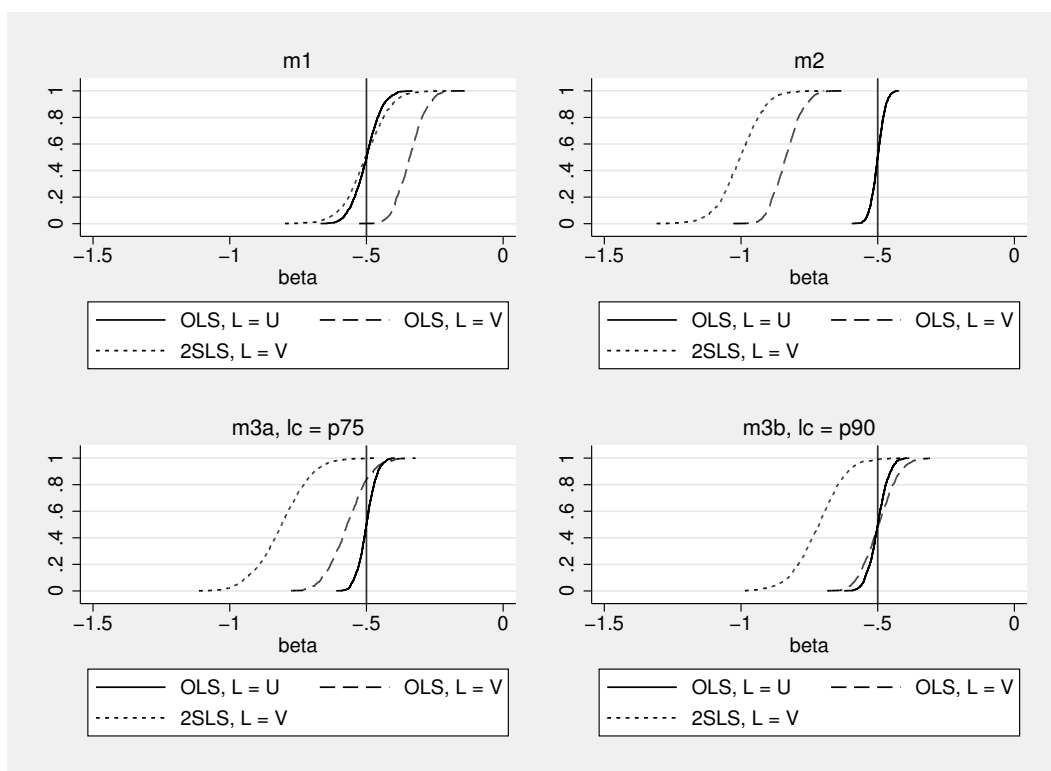 m1
1
.8
.6
.4
.2
0
−1.5 −1 −.5 0
beta
OLS, L = U OLS, L = V
2SLS, L = V
m2
1
.8
.6
.4
.2
0
−1.5 −1 −.5 0
beta
OLS, L = U OLS, L = V
2SLS, L = V
m3a, lc = p75
1
.8
.6
.4
.2
0
−1.5 −1 −.5 0
beta
OLS, L = U OLS, L = V
2SLS, L = V
m3b, lc = p90
1
.8
.6
.4
.2
0
−1.5 −1 −.5 0
beta
OLS, L = U OLS, L = V
2SLS, L = V